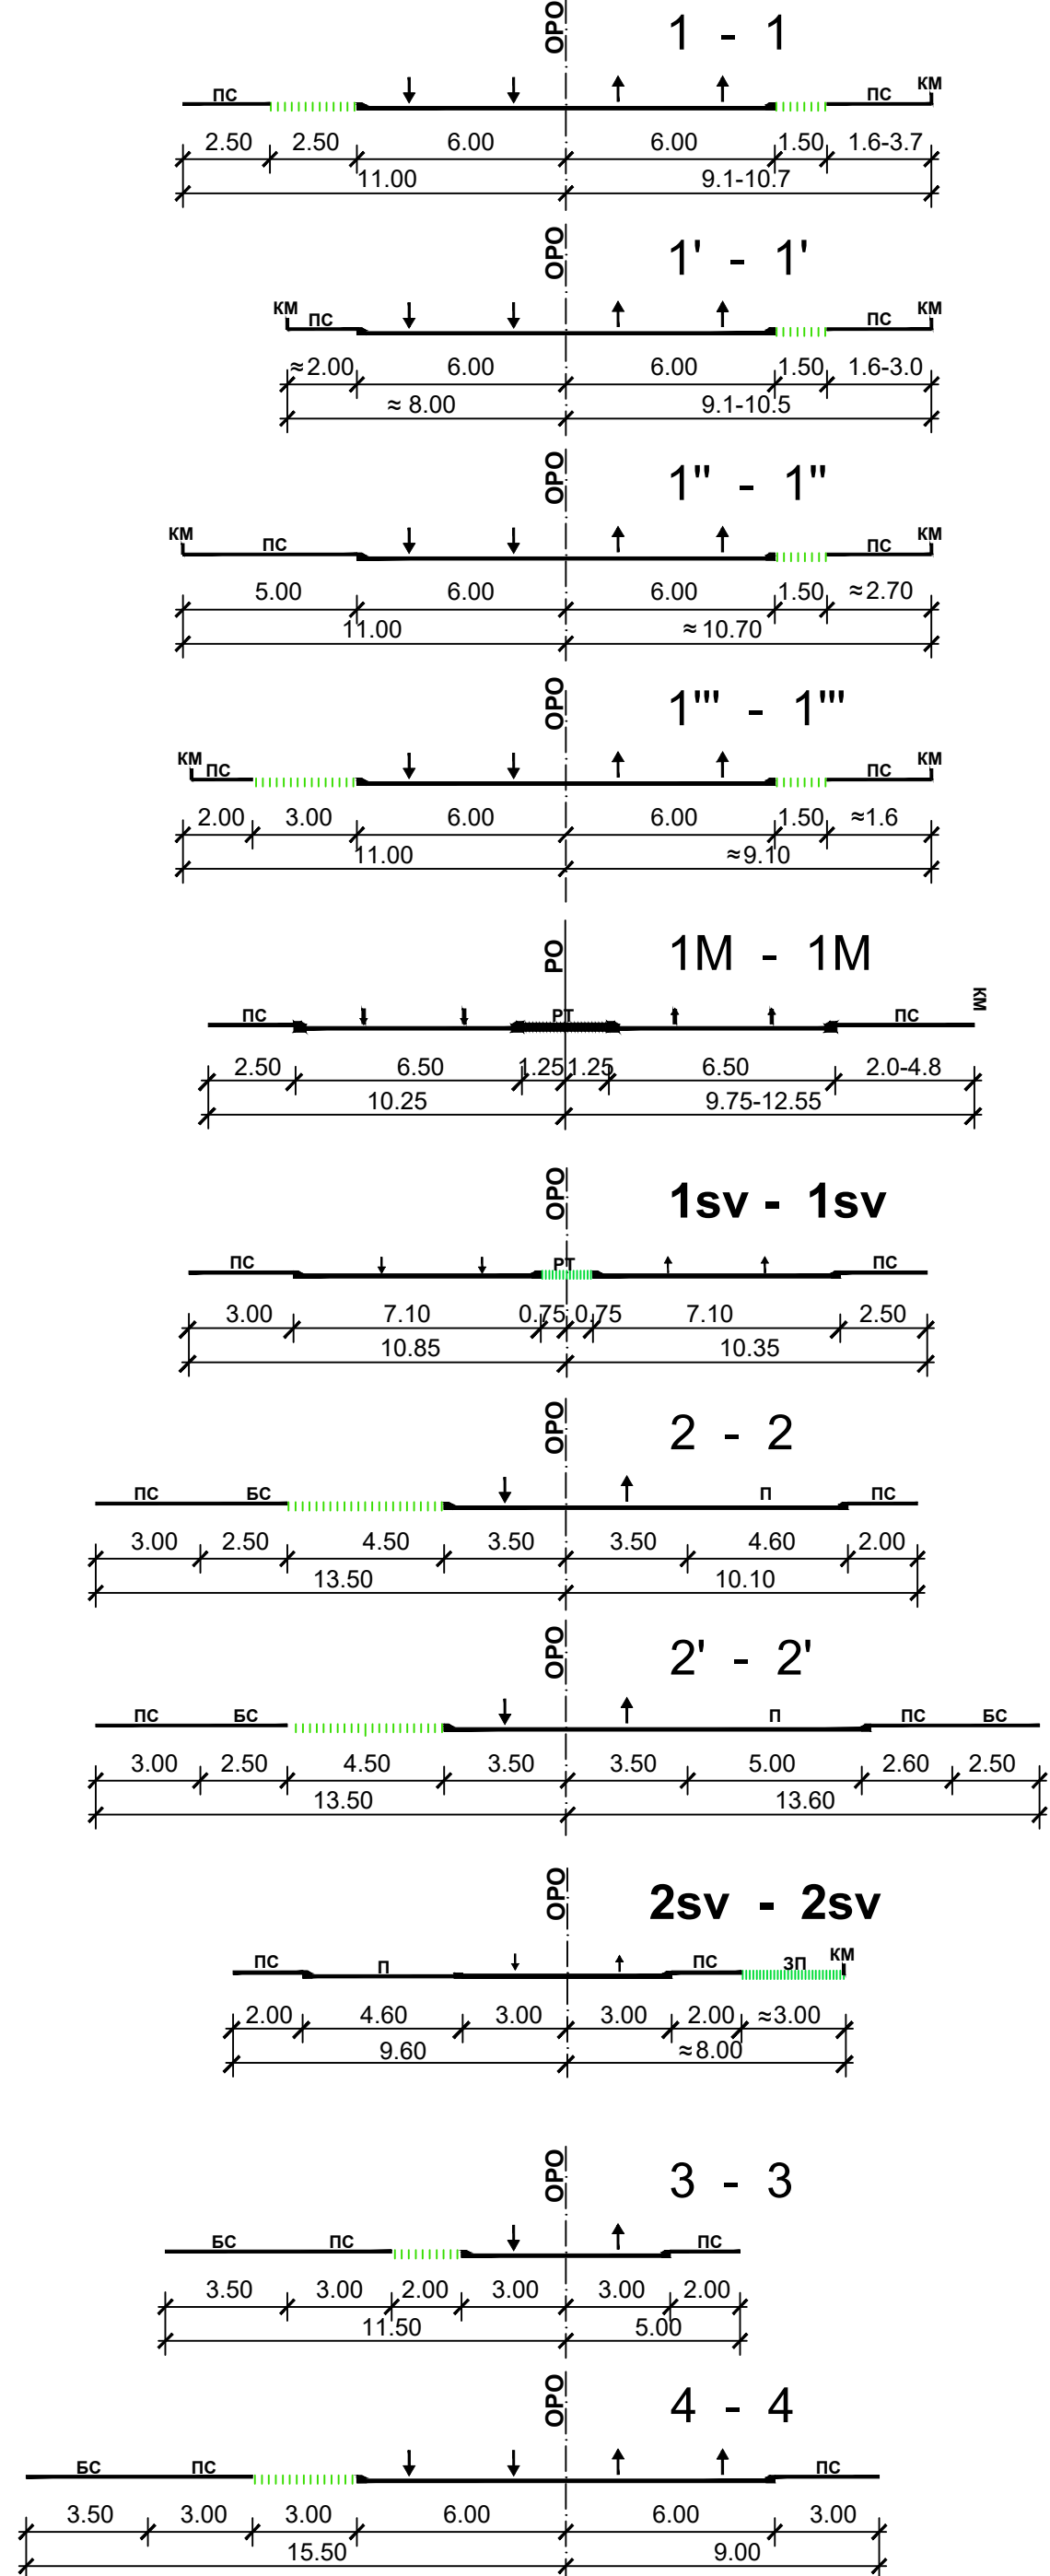 ОРО
1 - 1
ПС ПС КМ
2.50 2.50 6.00 6.00 1.50 1.6-3.7
11.00 9.1-10.7
ОРО
1' - 1'
КМ ПС ПС КМ
≈2.00 6.00 6.00 1.50 1.6-3.0
≈ 8.00 9.1-10.5
ОРО
1'' - 1''
КМ ПС ПС КМ
5.00 6.00 6.00 1.50 ≈2.70
11.00 ≈10.70
ОРО
1''' - 1'''
КМ ПС ПС КМ
2.00 3.00 6.00 6.00 1.50 ≈1.6
11.00 ≈9.10
РО
1М - 1М
ПС РТ ПС КМ
2.50 6.50 1.25 1.25 6.50 2.0-4.8
10.25 9.75-12.55
ОРО
1sv - 1sv
ПС РТ ПС
3.00 7.10 0.75 0.75 7.10 2.50
10.85 10.35
ОРО
2 - 2
ПС БС П ПС
3.00 2.50 4.50 3.50 3.50 4.60 2.00
13.50 10.10
ОРО
2' - 2'
ПС БС П ПС БС
3.00 2.50 4.50 3.50 3.50 5.00 2.60 2.50
13.50 13.60
ОРО
2sv - 2sv
ПС П ПС ЗП КМ
2.00 4.60 3.00 3.00 2.00 ≈3.00
9.60 ≈8.00
ОРО
3 - 3
БС ПС ПС
3.50 3.00 2.00 3.00 3.00 2.00
11.50 5.00
ОРО
4 - 4
БС ПС ПС
3.50 3.00 3.00 6.00 6.00 3.00
15.50 9.00